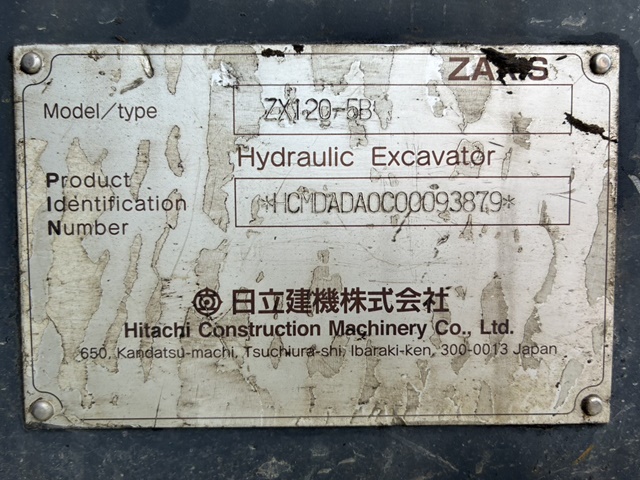 ZAXIS
Model/type ZX120-5B
Hydraulic Excavator
Product
Identification *HCMDADA0C00093879*
Number
日立建機株式会社
Hitachi Construction Machinery Co., Ltd.
650, Kandatsu-machi, Tsuchiura-shi, Ibaraki-ken, 300-0013 Japan